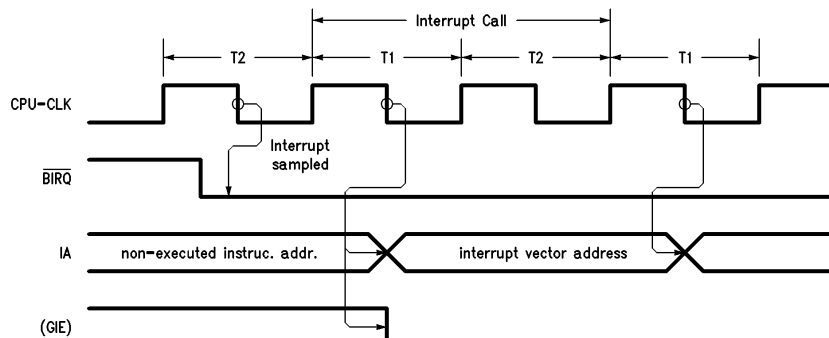 Interrupt Call
T2
T1
T2
T1
CPU-CLK
Interrupt
sampled
BIRQ
IA
non-executed instruc. addr.
interrupt vector address
(GIE)